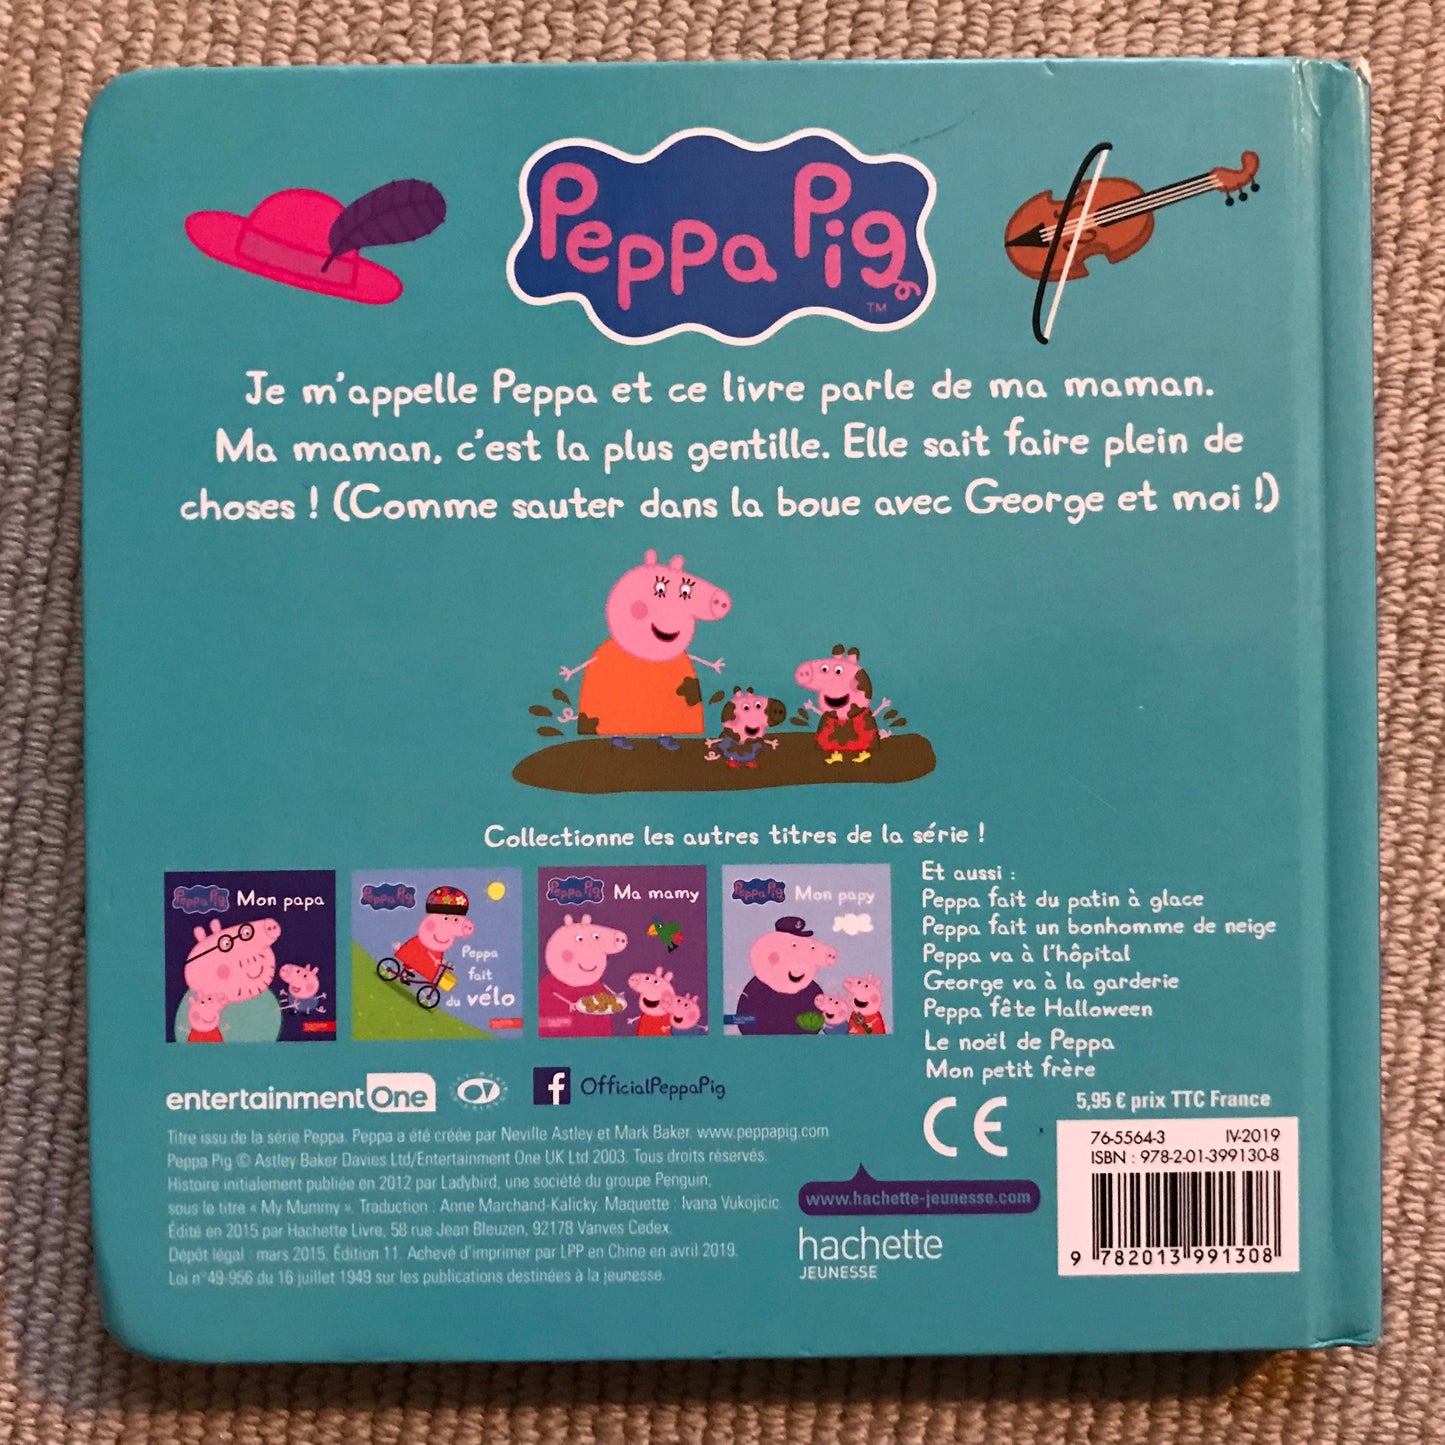 Peppa Pig
TM
Je m'appelle Peppa et ce livre parle de ma maman.
Ma maman, c'est la plus gentille. Elle sait faire plein de
choses ! (Comme sauter dans la boue avec George et moi !)
Collectionne les autres titres de la série !
Peppa Pig Mon papa
Peppa Pig
Peppa
fait
du vélo
Peppa Pig Ma mamy
Peppa Pig Mon papy
hachette
Et aussi :
Peppa fait du patin à glace
Peppa fait un bonhomme de neige
Peppa va à l'hôpital
George va à la garderie
Peppa fête Halloween
Le noël de Peppa
Mon petit frère
entertainment One
f OfficialPeppaPig
Titre issu de la série Peppa. Peppa a été créée par Neville Astley et Mark Baker. www.peppapig.com
Peppa Pig © Astley Baker Davies Ltd/Entertainment One UK Ltd 2003. Tous droits réservés.
Histoire initialement publiée en 2012 par Ladybird, une société du groupe Penguin,
sous le titre « My Mummy ». Traduction : Anne Marchand-Kalicky. Maquette : Ivana Vukojicic.
Édité en 2015 par Hachette Livre, 58 rue Jean Bleuzen, 92178 Vanves Cedex.
Dépôt légal : mars 2015. Édition 11. Achevé d'imprimer par LPP en Chine en avril 2019.
Loi n°49-956 du 16 juillet 1949 sur les publications destinées à la jeunesse.
www.hachette-jeunesse.com
hachette
JEUNESSE
CE
5,95 € prix TTC France
76-5564-3 IV-2019
ISBN : 978-2-01-399130-8
9 782013 991308